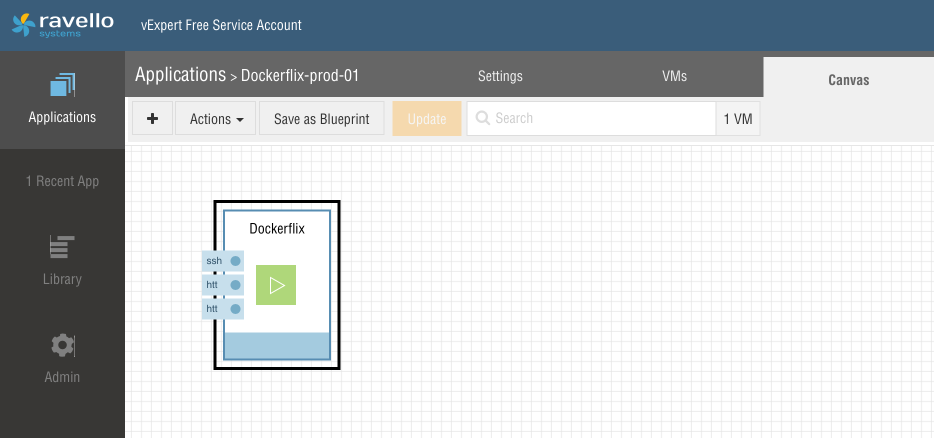 ravello
systems
vExpert Free Service Account
Applications
1 Recent App
Library
Admin
Applications > Dockerflix-prod-01
Settings
VMs
Canvas
+
Actions
Save as Blueprint
Update
Search
1 VM
Dockerflix
ssh
htt
htt